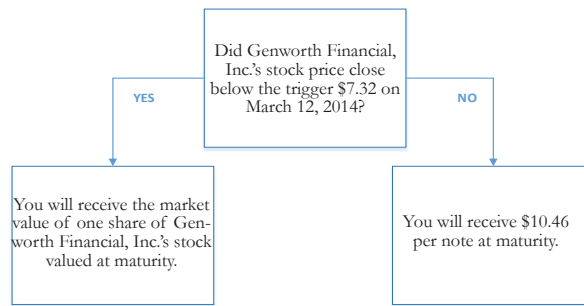 Did Genworth Financial,
Inc.'s stock price close
below the trigger $7.32 on
March 12, 2014?
YES
NO
You will receive the market
value of one share of Gen-
worth Financial, Inc.'s stock
valued at maturity.
You will receive $10.46
per note at maturity.